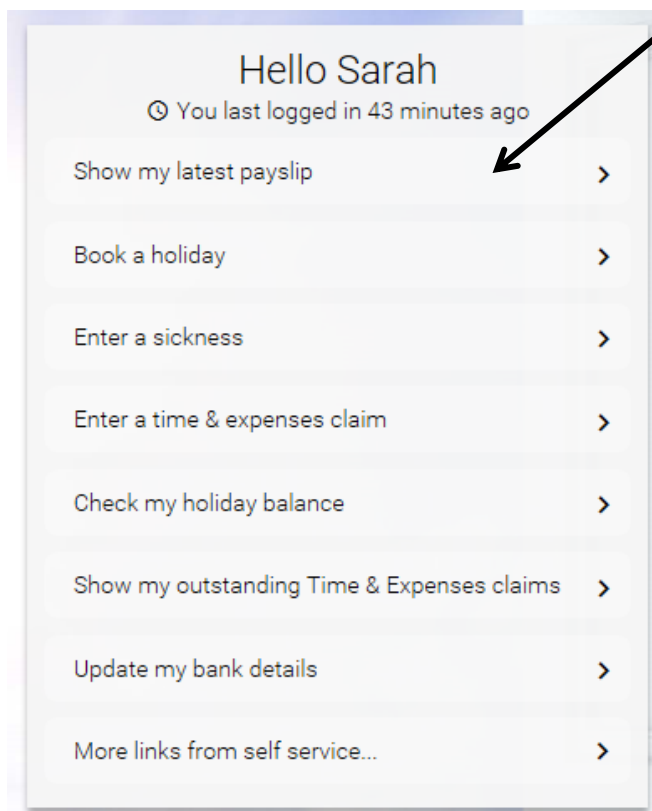 Hello Sarah
You last logged in 43 minutes ago
Show my latest payslip
Book a holiday
Enter a sickness
Enter a time & expenses claim
Check my holiday balance
Show my outstanding Time & Expenses claims
Update my bank details
More links from self service...